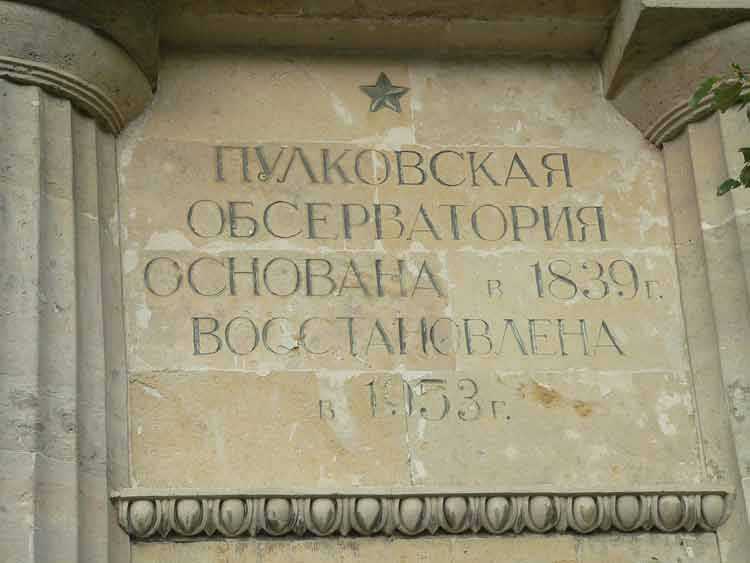 ПУЛКОВСКАЯ
ОБСЕРВАТОРИЯ
ОСНОВАНА в 1839 г.
ВОССТАНОВЛЕНА
в 1953 г.